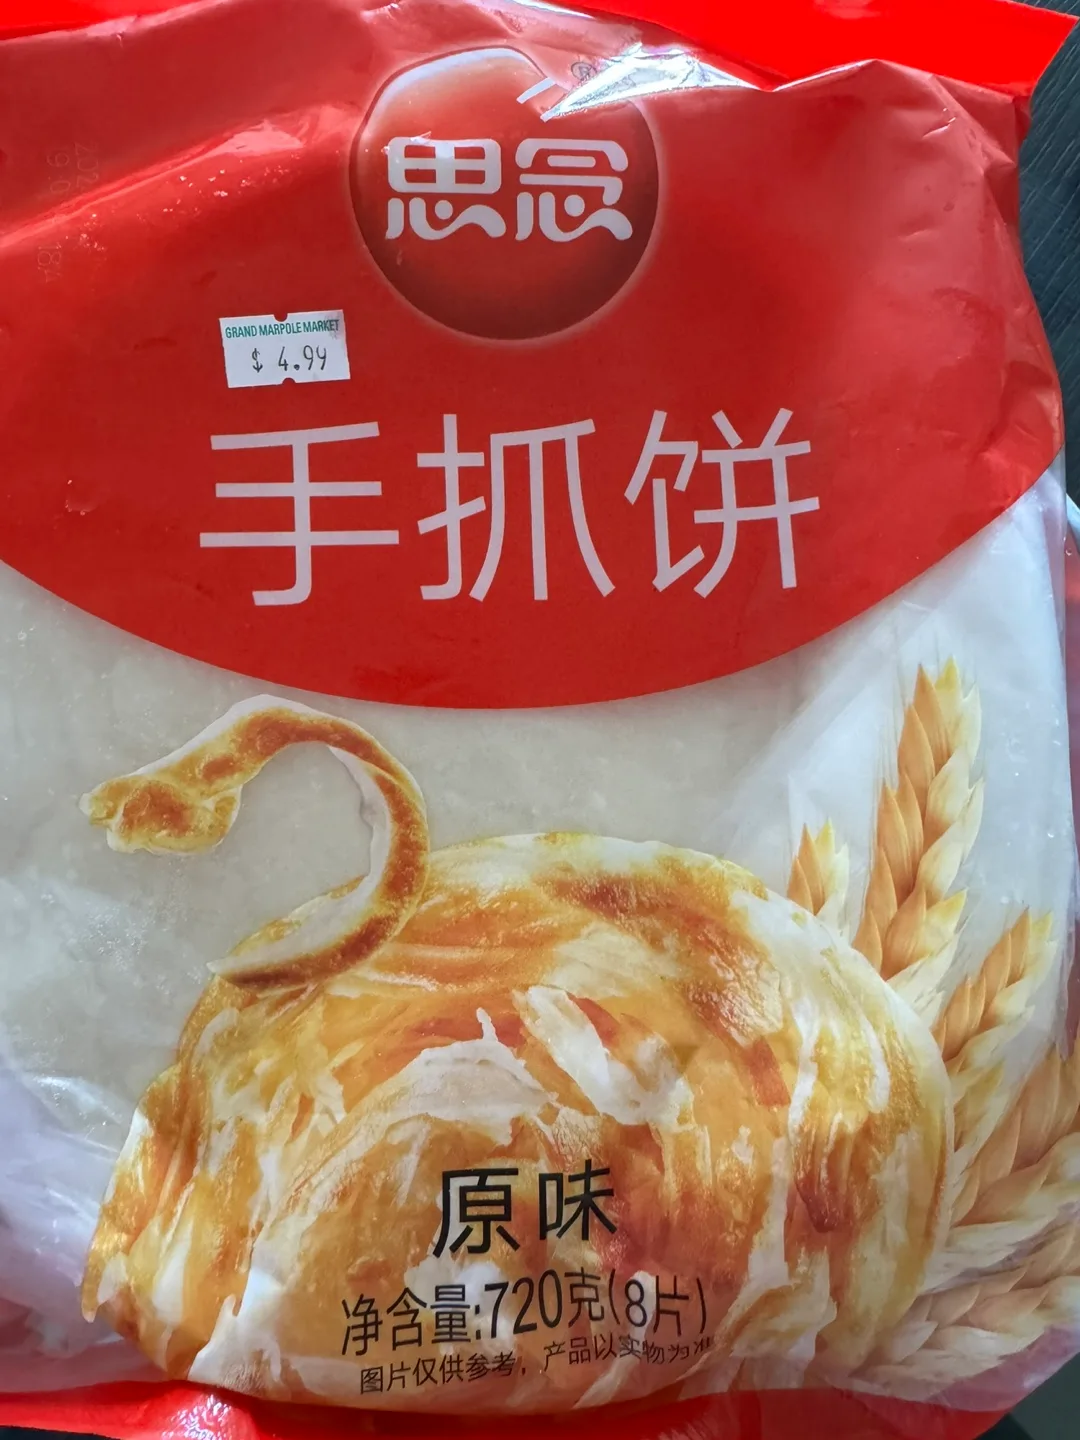 ®
思念
GRAND MARPOLE MARKET
$ 4.99
手抓饼
原味
净含量:720克(8片)
图片仅供参考，产品以实物为准